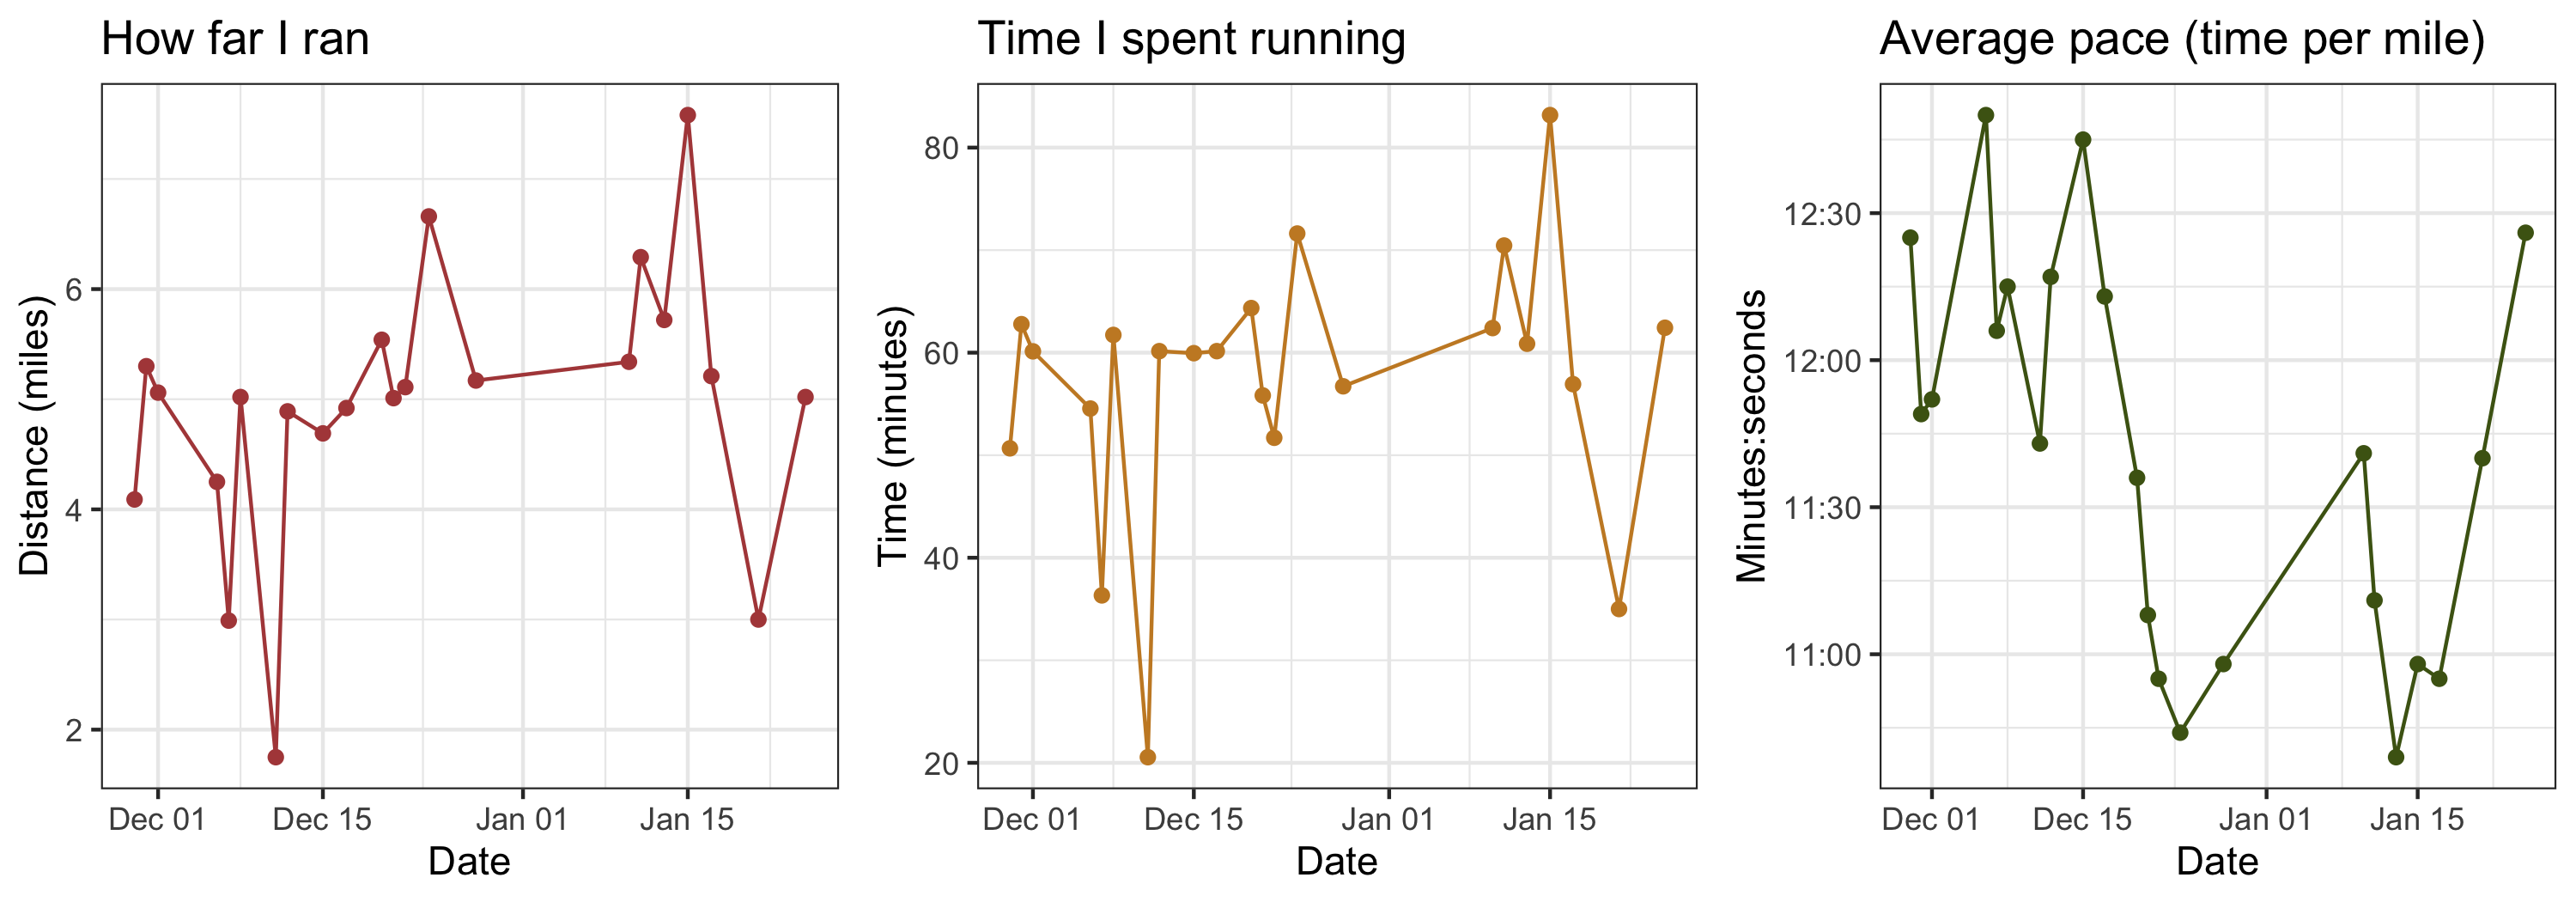 How far I ran
Distance (miles)
6
4
2
Dec 01
Dec 15
Jan 01
Jan 15
Date
Time I spent running
Time (minutes)
80
60
40
20
Dec 01
Dec 15
Jan 01
Jan 15
Date
Average pace (time per mile)
Minutes:seconds
12:30
12:00
11:30
11:00
Dec 01
Dec 15
Jan 01
Jan 15
Date